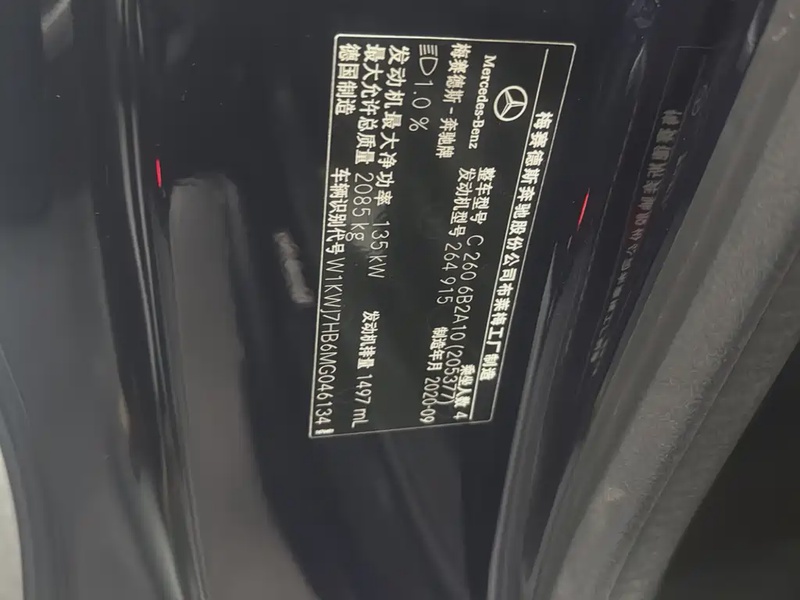 梅赛德斯奔驰股份公司布莱梅工厂制造
Mercedes-Benz
梅赛德斯-奔驰牌
整车型号 C 260 6B2A10 (205377)
乘坐人数 4
发动机型号 264 915
制造年月 2020-09
1.0 %
发动机最大净功率 135 kW
发动机排量 1497 mL
最大允许总质量 2085 kg
德国制造
车辆识别代号 W1KWJ7HB6MG046134